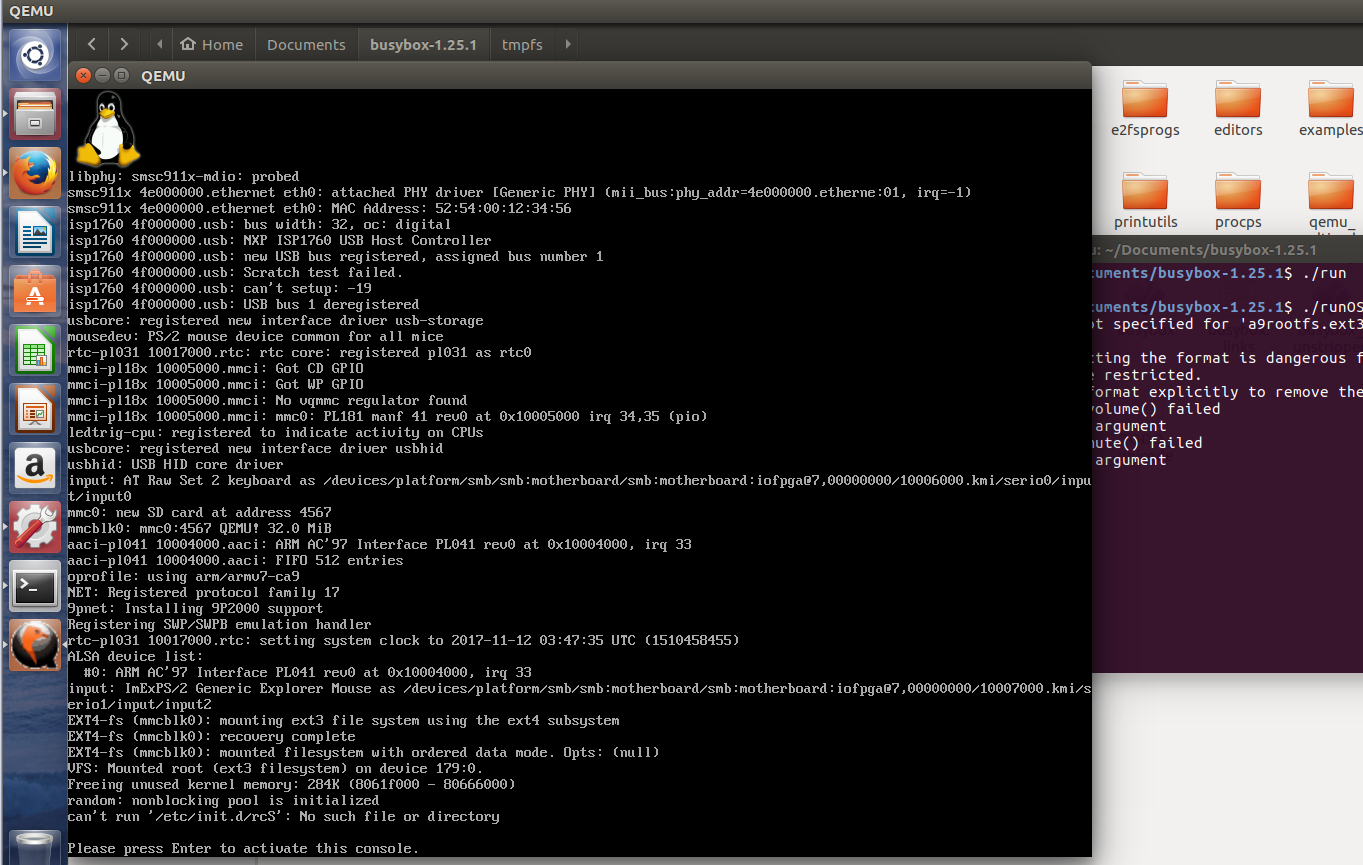 QEMU
Home
Documents
busybox-1.25.1
tmpfs
QEMU
e2fsprogs
editors
examples
printutils
procps
qemu_
libphy: smsc911x-mdio: probed
smsc911x 4e000000.ethernet eth0: attached PHY driver [Generic PHY] (mii_bus:phy_addr=4e000000.etherne:01, irq=-1)
smsc911x 4e000000.ethernet eth0: MAC Address: 52:54:00:12:34:56
isp1760 4f000000.usb: bus width: 32, oc: digital
isp1760 4f000000.usb: NXP ISP1760 USB Host Controller
isp1760 4f000000.usb: new USB bus registered, assigned bus number 1
isp1760 4f000000.usb: Scratch test failed.
isp1760 4f000000.usb: can't setup: -19
isp1760 4f000000.usb: USB bus 1 deregistered
usbcore: registered new interface driver usb-storage
mousedev: PS/2 mouse device common for all mice
rtc-pl031 10017000.rtc: rtc core: registered pl031 as rtc0
mmci-pl18x 10005000.mmci: Got CD GPIO
mmci-pl18x 10005000.mmci: Got WP GPIO
mmci-pl18x 10005000.mmci: No vqmmc regulator found
mmci-pl18x 10005000.mmci: mmc0: PL181 manf 41 rev0 at 0x10005000 irq 34,35 (pio)
ledtrig-cpu: registered to indicate activity on CPUs
usbcore: registered new interface driver usbhid
usbhid: USB HID core driver
input: AT Raw Set 2 keyboard as /devices/platform/smb/smb:motherboard/smb:motherboard:iofpga@7,00000000/10006000.kmi/serio0/inpu
t/input0
mmc0: new SD card at address 4567
mmcblk0: mmc0:4567 QEMU! 32.0 MiB
aaci-pl041 10004000.aaci: ARM AC'97 Interface PL041 rev0 at 0x10004000, irq 33
aaci-pl041 10004000.aaci: FIFO 512 entries
oprofile: using arm/armv7-ca9
NET: Registered protocol family 17
9pnet: Installing 9P2000 support
Registering SWP/SWPB emulation handler
rtc-pl031 10017000.rtc: setting system clock to 2017-11-12 03:47:35 UTC (1510458455)
ALSA device list:
#0: ARM AC'97 Interface PL041 rev0 at 0x10004000, irq 33
input: ImExPS/2 Generic Explorer Mouse as /devices/platform/smb/smb:motherboard/smb:motherboard:iofpga@7,00000000/10007000.kmi/s
erio1/input/input2
EXT4-fs (mmcblk0): mounting ext3 file system using the ext4 subsystem
EXT4-fs (mmcblk0): recovery complete
EXT4-fs (mmcblk0): mounted filesystem with ordered data mode. Opts: (null)
VFS: Mounted root (ext3 filesystem) on device 179:0.
Freeing unused kernel memory: 284K (8061f000 - 80666000)
random: nonblocking pool is initialized
can't run '/etc/init.d/rcS': No such file or directory
Please press Enter to activate this console.
u: ~/Documents/busybox-1.25.1
cuments/busybox-1.25.1$ ./run
cuments/busybox-1.25.1$ ./runOS
ot specified for 'a9rootfs.ext3
cting the format is dangerous f
e restricted.
format explicitly to remove the
volume() failed
argument
mute() failed
argument